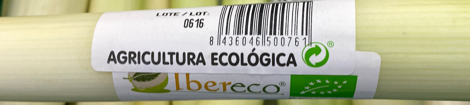 LOTE / LOT:
0616
8 436046 500761
AGRICULTURA ECOLÓGICA
Ibereco®